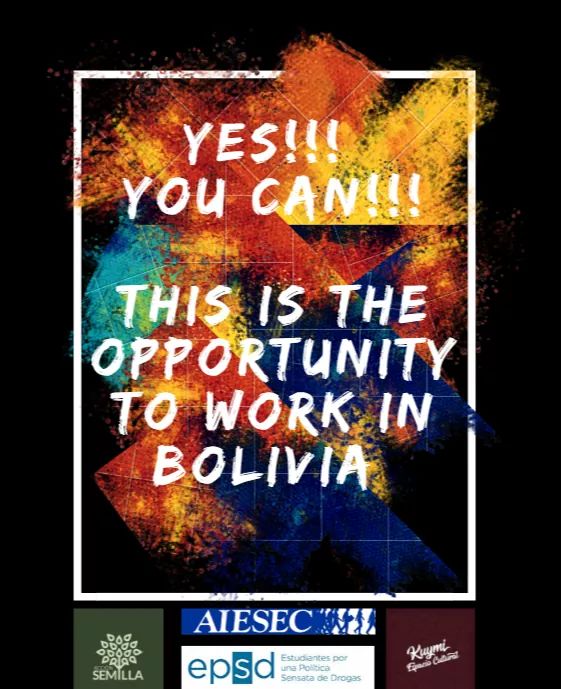 YES!!!
YOU CAN!!!
THIS IS THE
OPPORTUNITY
TO WORK IN
BOLIVIA
SEMILLA
AIESEC
epsd
Estudiantes por
una Política
Sensata de Drogas
Kuymi
Espacio Cultural